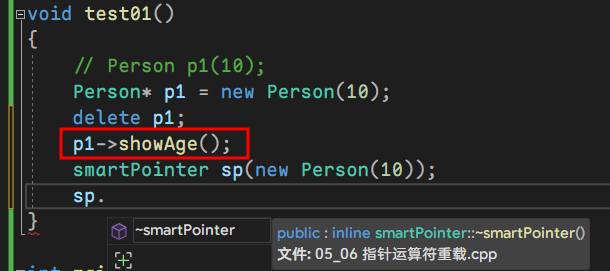 void test01()
{
// Person p1(10);
Person* p1 = new Person(10);
delete p1;
p1->showAge();
smartPointer sp(new Person(10));
sp.
}
~smartPointer
public : inline smartPointer::~smartPointer()
文件: 05_06 指针运算符重载.cpp